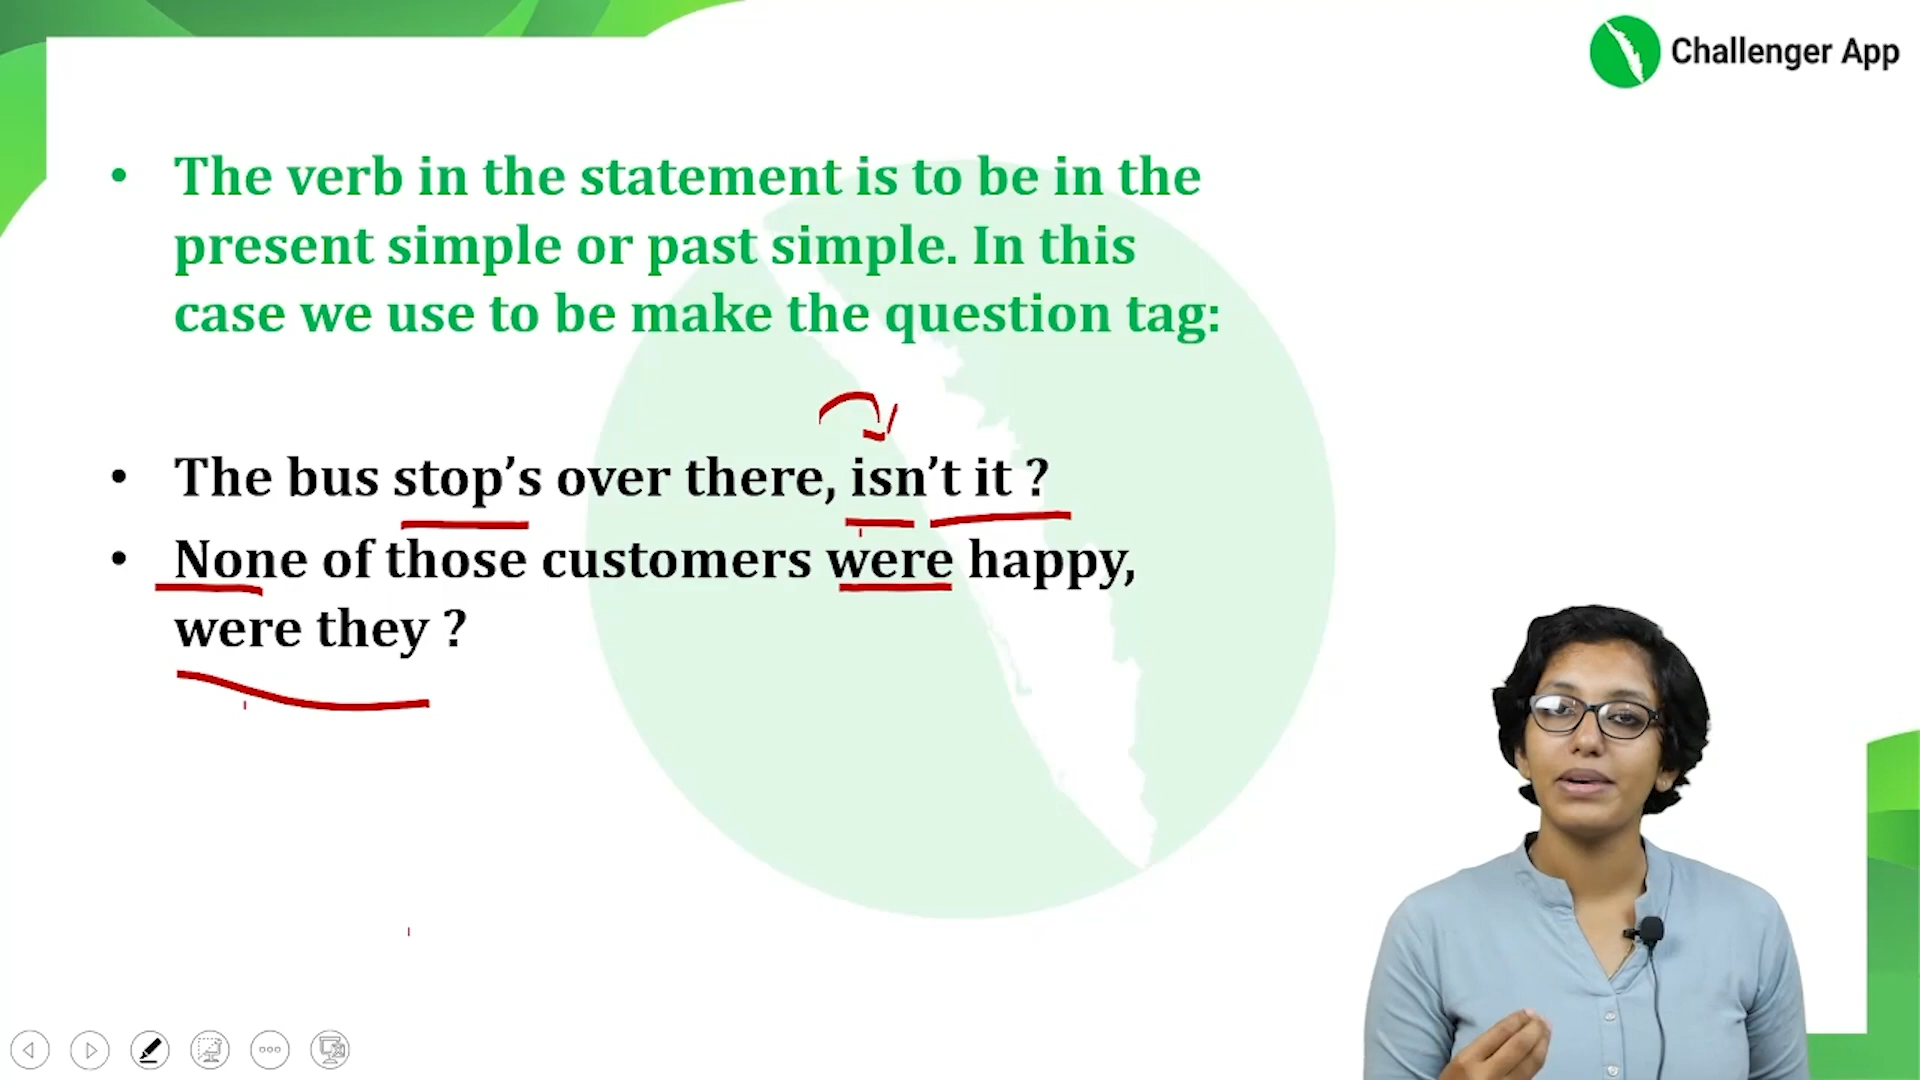 Challenger App
• The verb in the statement is to be in the
present simple or past simple. In this
case we use to be make the question tag:
• The bus stop’s over there, isn’t it ?
• None of those customers were happy,
were they ?